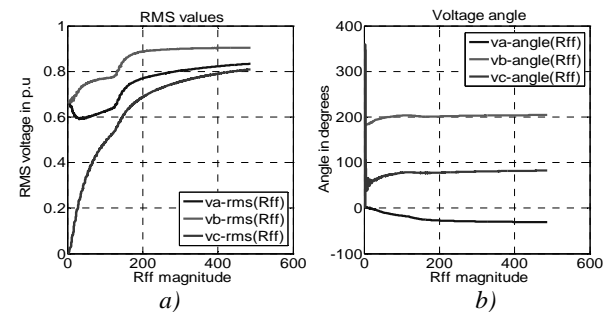 RMS values
RMS voltage in p.u
1
0.8
0.6
0.4
0.2
0
va-rms(Rff)
vb-rms(Rff)
vc-rms(Rff)
0 200 400 600
Rff magnitude
a)
Voltage angle
Angle in degrees
400
300
200
100
0
-100
va-angle(Rff)
vb-angle(Rff)
vc-angle(Rff)
0 200 400 600
Rff magnitude
b)